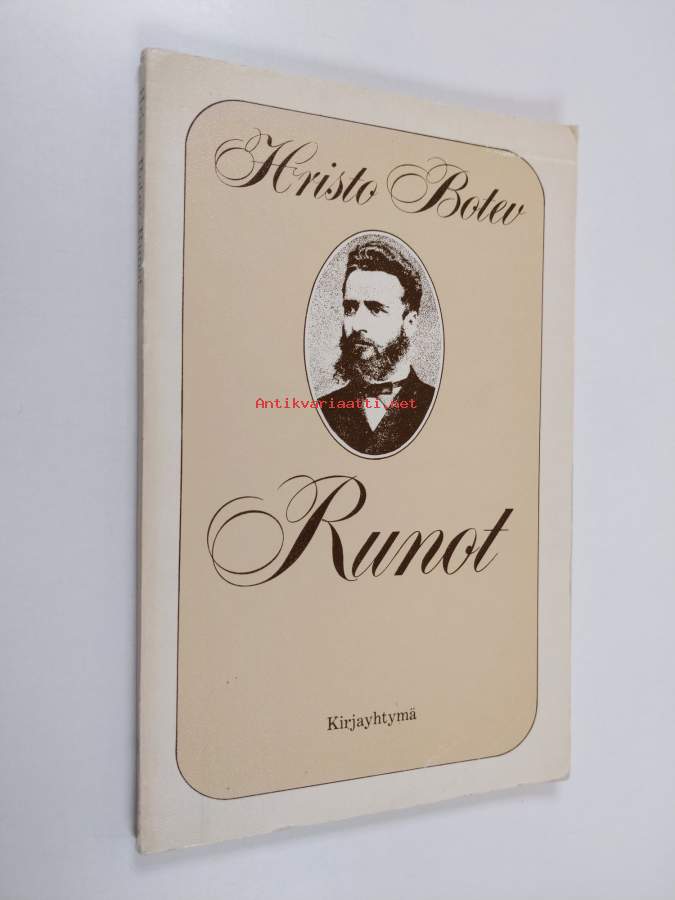 Hristo Botev
Antikvariaatti.net
Runot
Kirjayhtymä